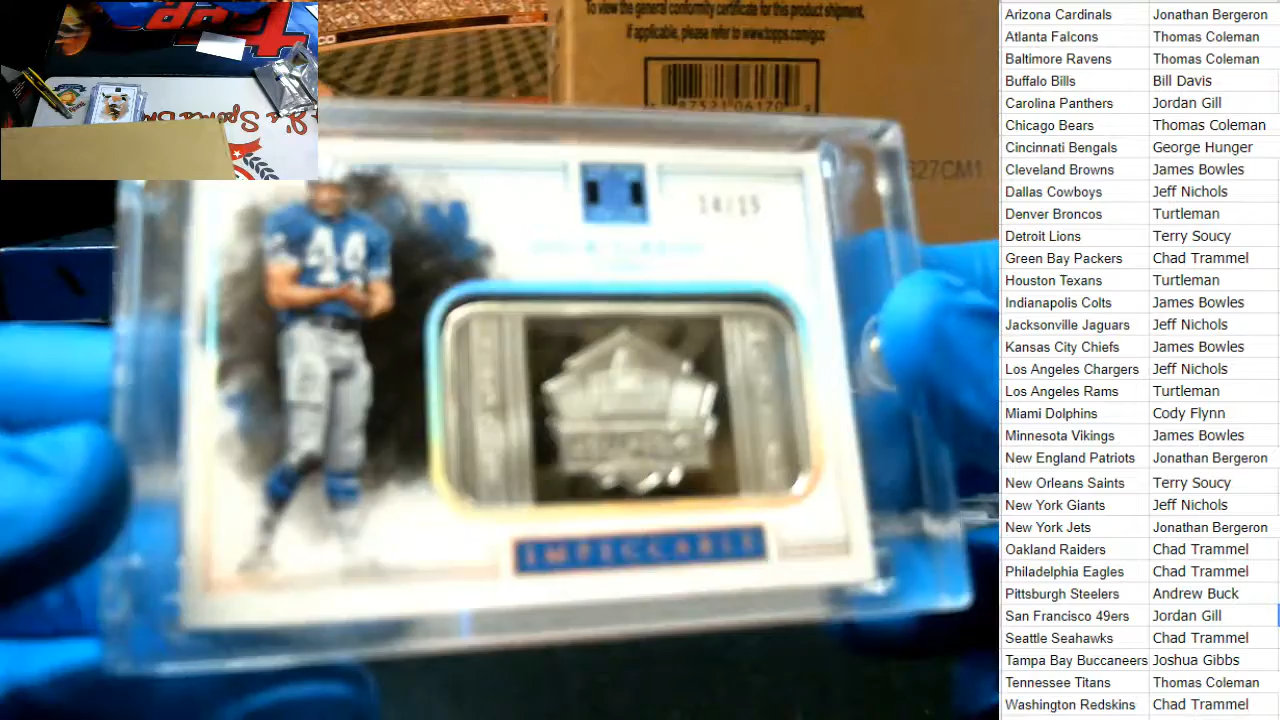 To view the general conformity certificate for this product shipment,
if applicable, please refer to www.topps.com/gcc
327CM1
14/15
44
IMPECCABLE
Arizona Cardinals Jonathan Bergeron
Atlanta Falcons Thomas Coleman
Baltimore Ravens Thomas Coleman
Buffalo Bills Bill Davis
Carolina Panthers Jordan Gill
Chicago Bears Thomas Coleman
Cincinnati Bengals George Hunger
Cleveland Browns James Bowles
Dallas Cowboys Jeff Nichols
Denver Broncos Turtleman
Detroit Lions Terry Soucy
Green Bay Packers Chad Trammel
Houston Texans Turtleman
Indianapolis Colts James Bowles
Jacksonville Jaguars Jeff Nichols
Kansas City Chiefs James Bowles
Los Angeles Chargers Jeff Nichols
Los Angeles Rams Turtleman
Miami Dolphins Cody Flynn
Minnesota Vikings James Bowles
New England Patriots Jonathan Bergeron
New Orleans Saints Terry Soucy
New York Giants Jeff Nichols
New York Jets Jonathan Bergeron
Oakland Raiders Chad Trammel
Philadelphia Eagles Chad Trammel
Pittsburgh Steelers Andrew Buck
San Francisco 49ers Jordan Gill
Seattle Seahawks Chad Trammel
Tampa Bay Buccaneers Joshua Gibbs
Tennessee Titans Thomas Coleman
Washington Redskins Chad Trammel